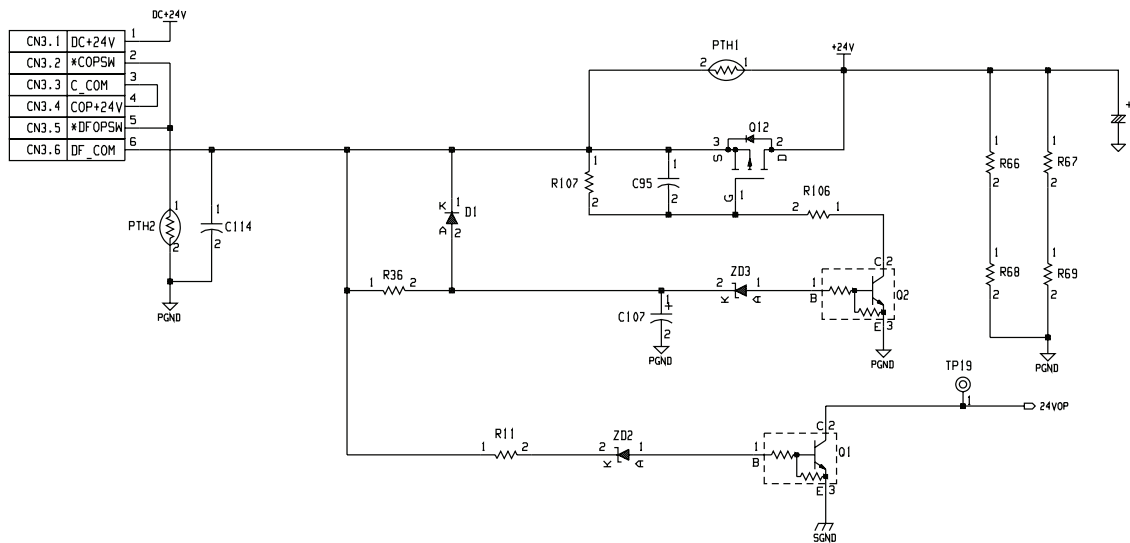 DC+24V
CN3.1 DC+24V 1
CN3.2 *COPSW 2
CN3.3 C_COM 3
CN3.4 COP+24V 4
CN3.5 *DFOPSW 5
CN3.6 DF_COM 6
PTH1
2 1
+24V
+
Q12
3 2
S D
G 1
R107
1
2
C95
1
2
R106
2 1
R66
1
2
R67
1
2
R68
1
2
R69
1
2
PGND
PTH2
1
2
C114
1
2
PGND
D1
K 1
A 2
R36
1 2
C107
1
+
2
PGND
ZD3
2 1
K A
Q2
C 2
1
B
E 3
PGND
TP19
1
24VOP
R11
1 2
ZD2
2 1
K A
Q1
C 2
1
B
E 3
SGND